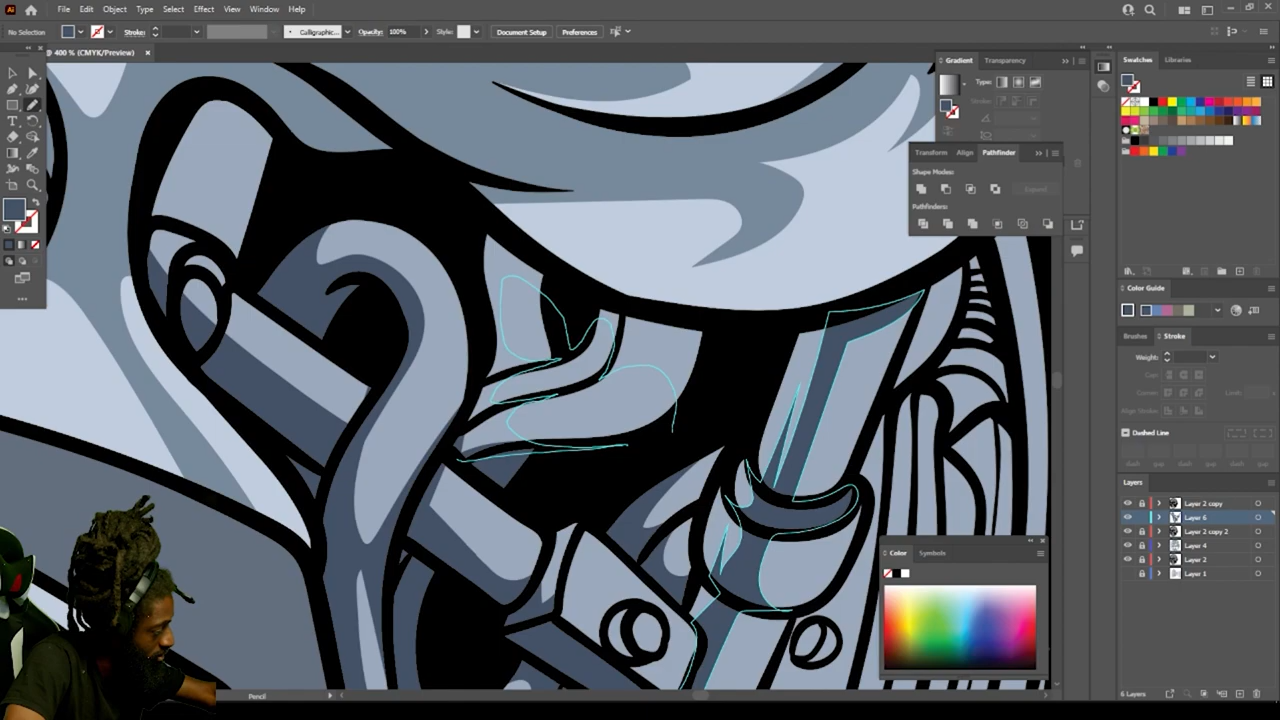 Ai File Edit Object Type Select Effect View Window Help
No Selection Stroke: Calligraphic... Opacity: 100% Style: Document Setup Preferences
@ 400 % (CMYK/Preview) ×
Gradient Transparency
Type:
Swatches Libraries
Transform Align Pathfinder
Shape Modes:
Expand
Pathfinders:
Color Guide
Brushes Stroke
Weight:
Dashed Line
Layers
Layer 2 copy
Layer 6
Layer 2 copy 2
Layer 4
Layer 2
Layer 1
Color Symbols
Pencil
6 Layers